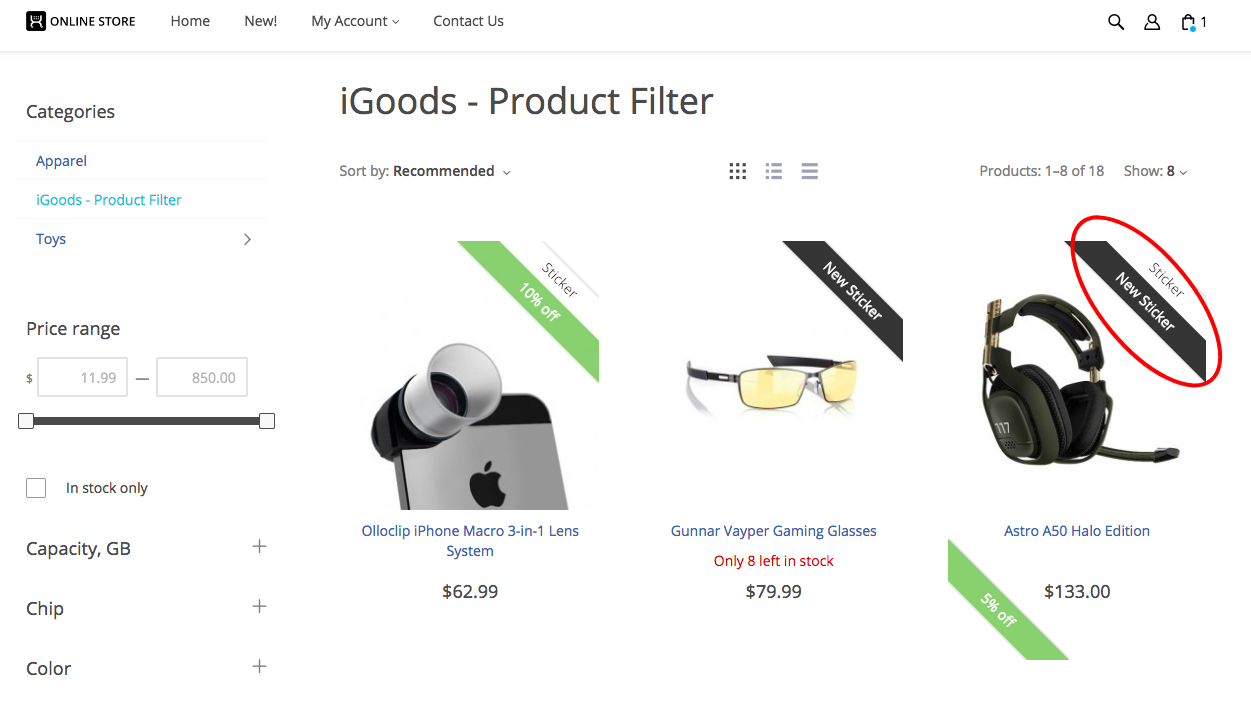 ONLINE STORE
Home
New!
My Account
Contact Us
1
Categories
Apparel
iGoods - Product Filter
Toys
Price range
$ 11.99 — 850.00
In stock only
Capacity, GB
Chip
Color
iGoods - Product Filter
Sort by: Recommended
Products: 1–8 of 18
Show: 8
Sticker
10% off
Olloclip iPhone Macro 3-in-1 Lens
System
$62.99
New Sticker
Gunnar Vayper Gaming Glasses
Only 8 left in stock
$79.99
Sticker
New Sticker
117
Astro A50 Halo Edition
$133.00
5% off